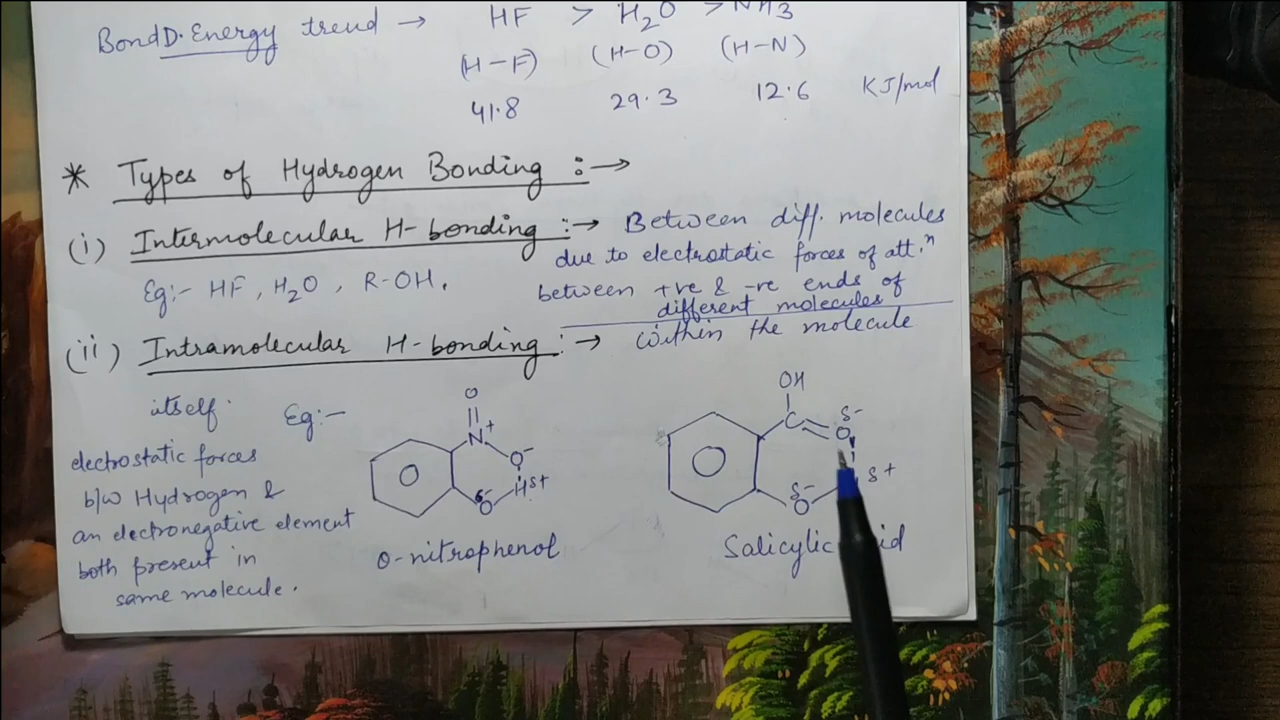 BondD. Energy trend → HF > H2O > NH3
(H-F) (H-O) (H-N)
41.8 29.3 12.6 KJ/mol
* Types of Hydrogen Bonding :→
(i) Intermolecular H-bonding :→ Between diff. molecules
due to electrostatic forces of att.n
Eg:- HF, H2O, R-OH.
between +ve & -ve ends of
different molecules
(ii) Intramolecular H-bonding :→ within the molecule
itself.
Eg:-
electrostatic forces
b/w Hydrogen &
an electronegative element
both present in
same molecule.
O
N+
O-
Hδ+
δ-
O
O-nitrophenol
OH
C
δ-
O
δ+
δ-
O
Salicylic